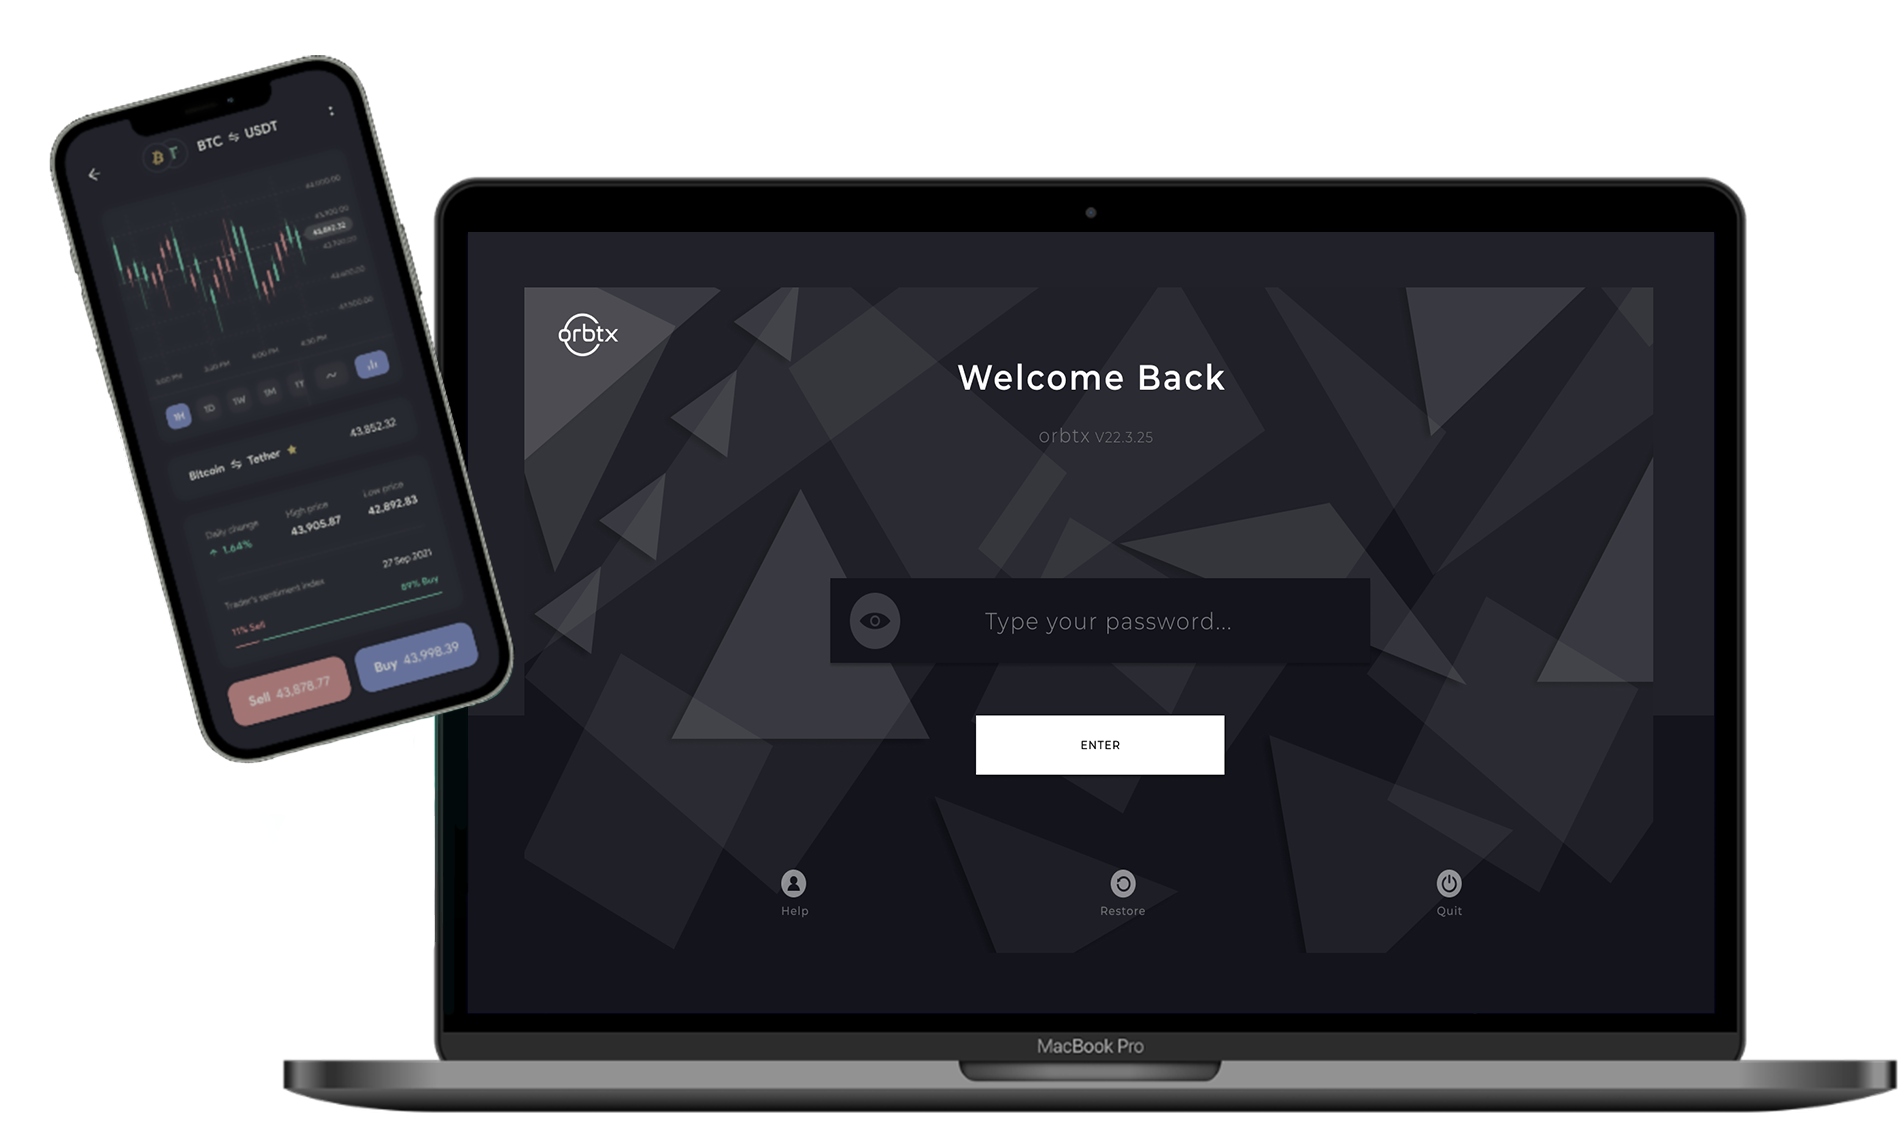 BTC ⇋ USDT
44,000.00
43,900.00
43,852.32
43,700.00
43,600.00
43,500.00
3:00 PM 3:30 PM 4:00 PM 4:30 PM
1H 1D 1W 1M 1Y
Bitcoin ⇋ Tether 43,852.32
Daily change High price Low price
↑ 1.64% 43,905.87 42,892.83
Trader's sentiment index 27 Sep 2021
11% Sell 89% Buy
Sell 43,878.77 Buy 43,998.39
orbtx
Welcome Back
orbtx V22.3.25
Type your password...
ENTER
Help Restore Quit
MacBook Pro